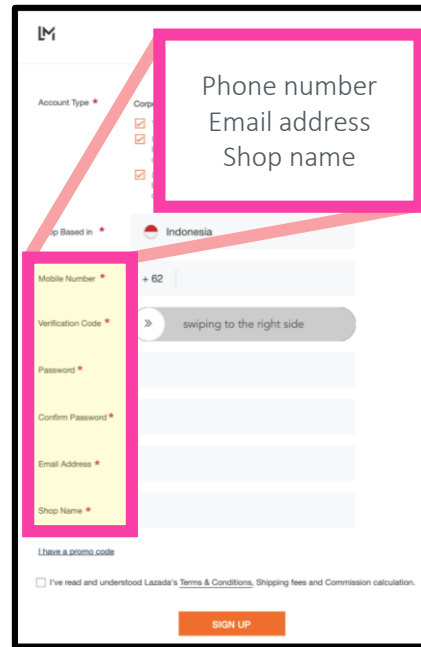 LM
Phone number
Email address
Shop name
Account Type *
Based in *
Indonesia
Mobile Number *
+ 62
Verification Code *
swiping to the right side
Password *
Confirm Password *
Email Address *
Shop Name *
I have a promo code
I've read and understood Lazada's Terms & Conditions, Shipping fees and Commission calculation.
SIGN UP